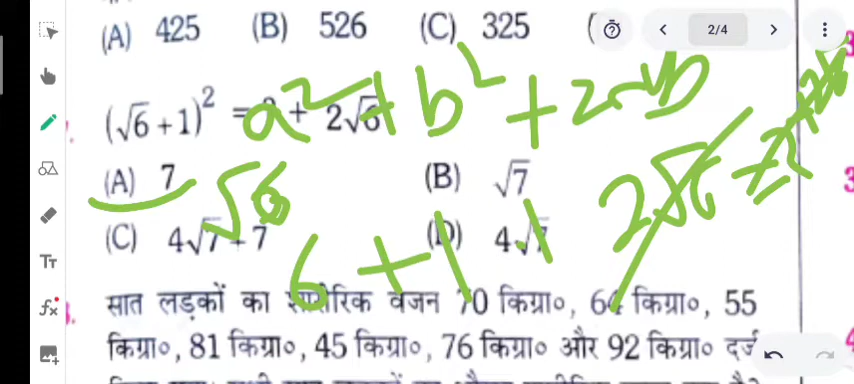 (A) 425 (B) 526 (C) 325
2/4
(√6 + 1)² = + 2√6
a² + b² + 2ab
(A) 7 (B) √7
√6
2√6
(C) 4√7 + 7 (D) 4√7
6 + 1
सात लड़कों का शारीरिक वजन 70 किग्रा०, 64 किग्रा०, 55
किग्रा०, 81 किग्रा०, 45 किग्रा०, 76 किग्रा० और 92 किग्रा० दर्ज
Tт
fx